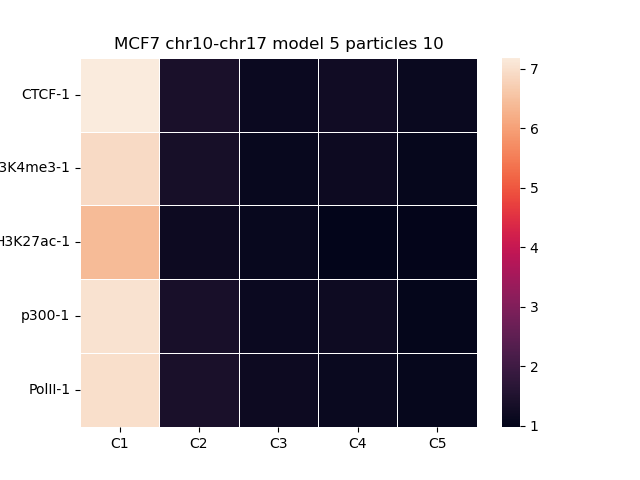 MCF7 chr10-chr17 model 5 particles 10
CTCF-1
3K4me3-1
H3K27ac-1
p300-1
PolII-1
C1 C2 C3 C4 C5
7
6
5
4
3
2
1